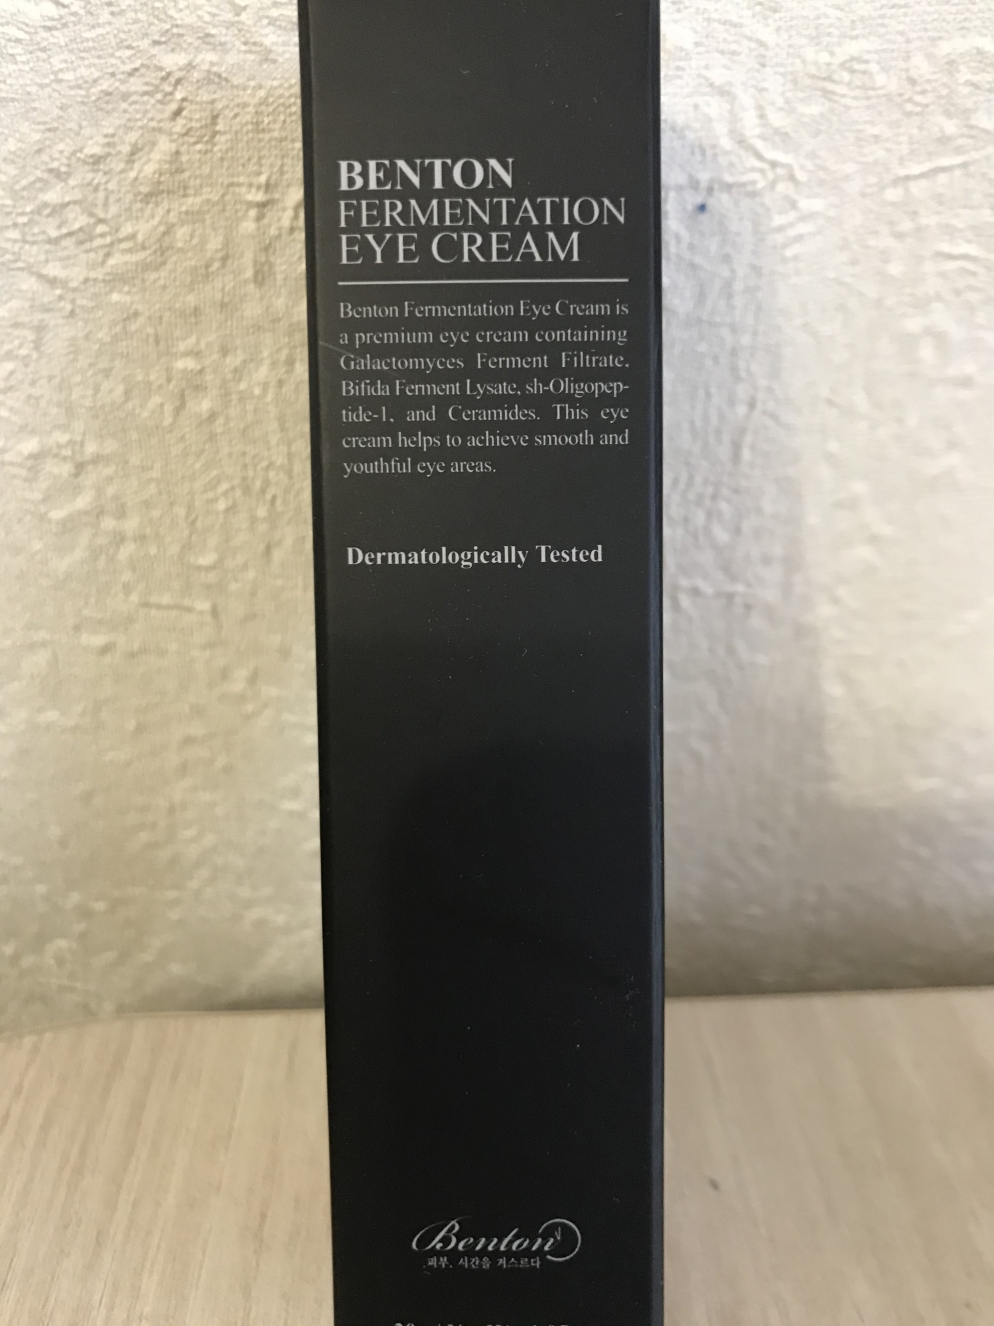 BENTON
FERMENTATION
EYE CREAM
Benton Fermentation Eye Cream is
a premium eye cream containing
Galactomyces Ferment Filtrate,
Bifida Ferment Lysate, sh-Oligopep-
tide-1, and Ceramides. This eye
cream helps to achieve smooth and
youthful eye areas.
Dermatologically Tested
Benton
피부, 시간을 거스르다